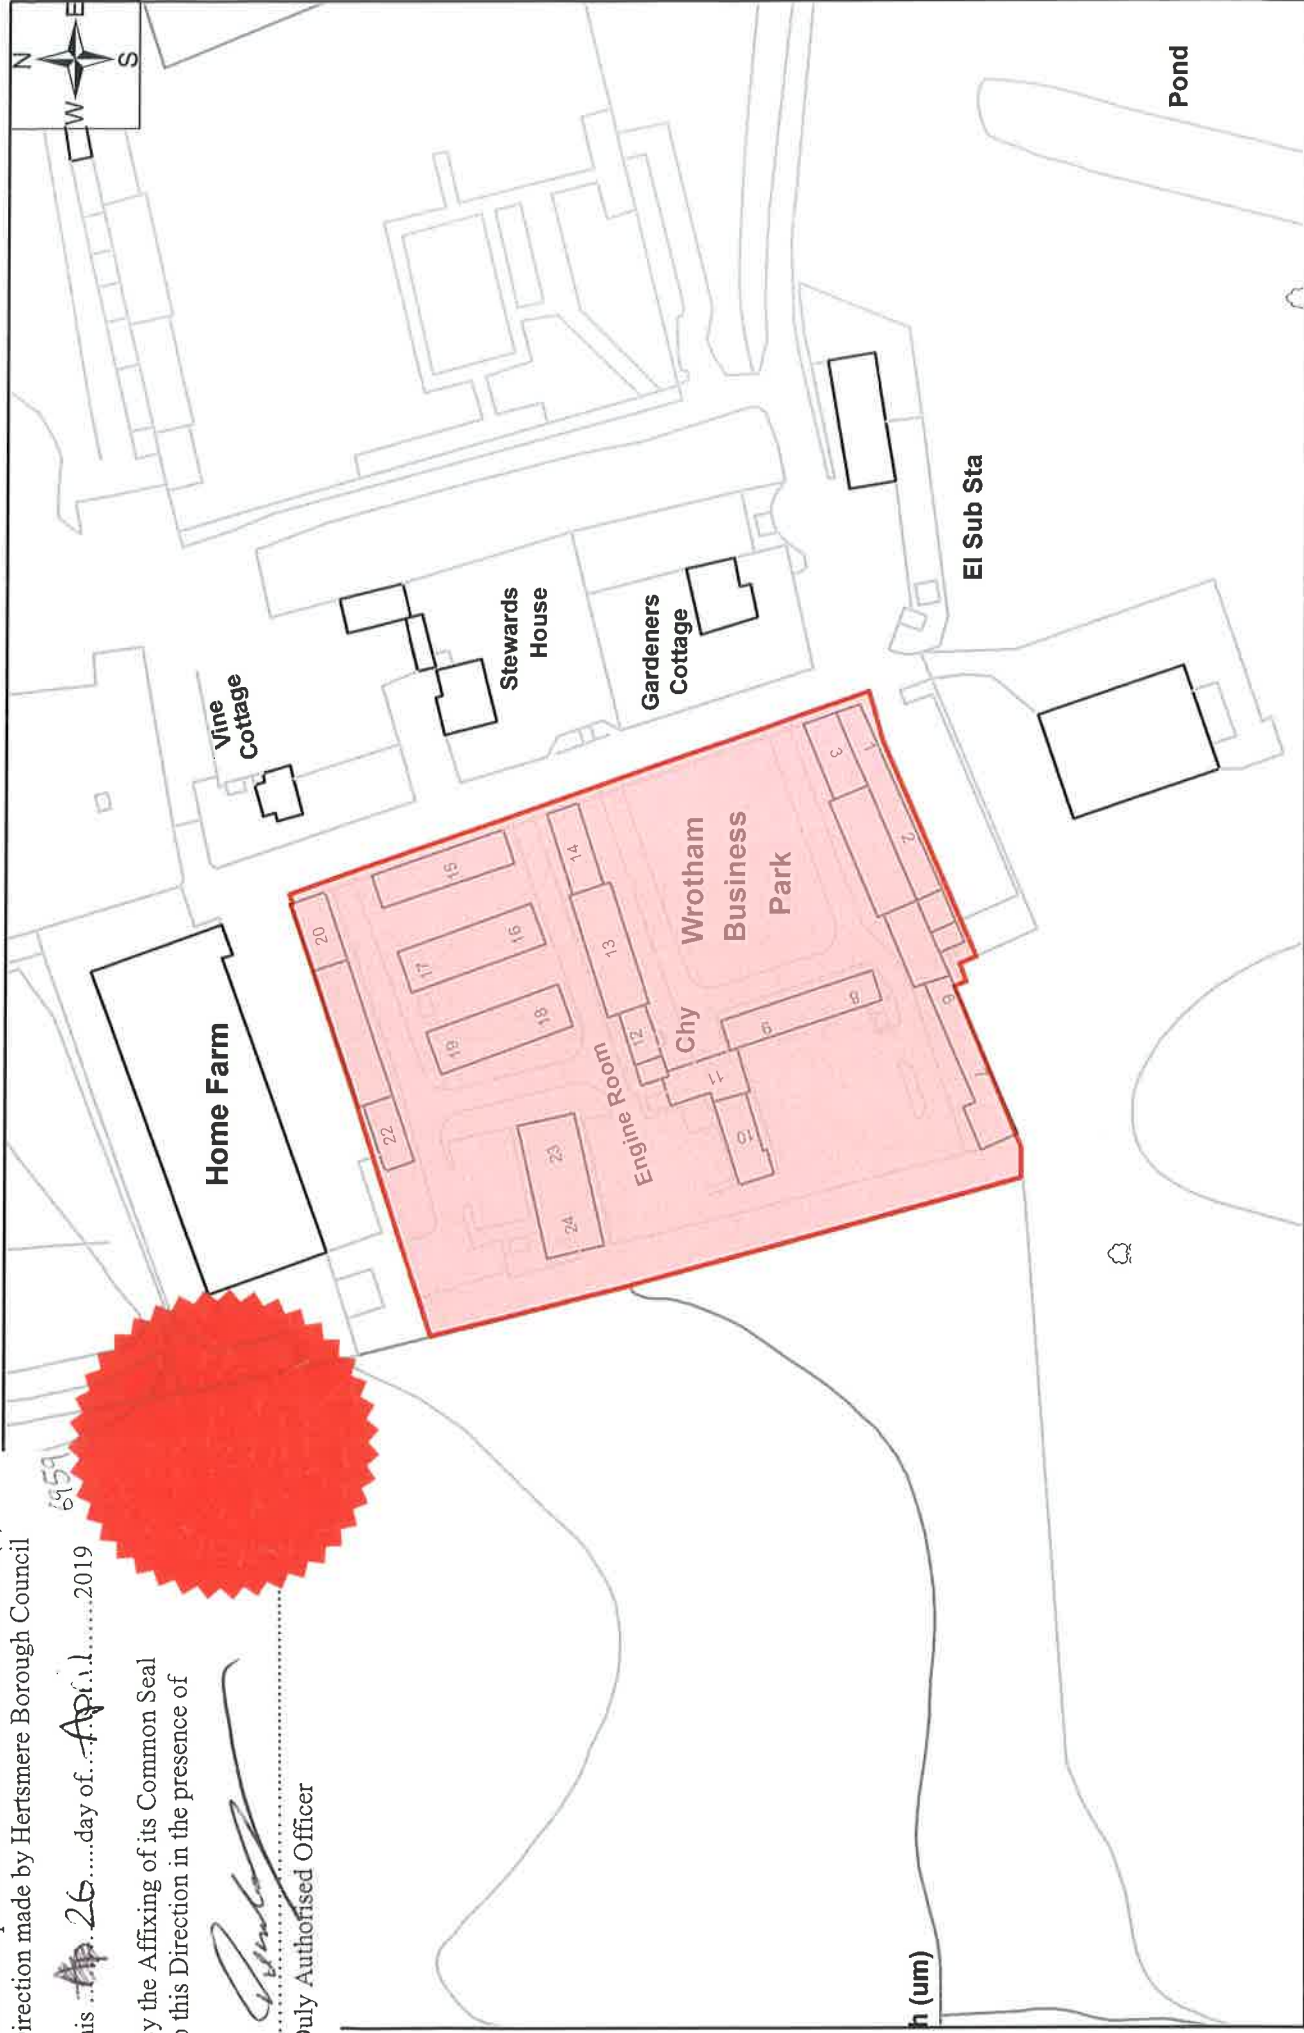 irection made by Hertsmere Borough Council
is .. 26....day of...April......2019
6959
y the Affixing of its Common Seal
this Direction in the presence of
uly Authorised Officer
N
W E
S
Home Farm
Vine
Cottage
Stewards
House
Gardeners
Cottage
El Sub Sta
Pond
20
22
15
17
16
19
18
14
13
12
23
24
Engine Room
Chy
Wrotham
Business
Park
11
10
9
8
3
1
2
6
7
h (um)